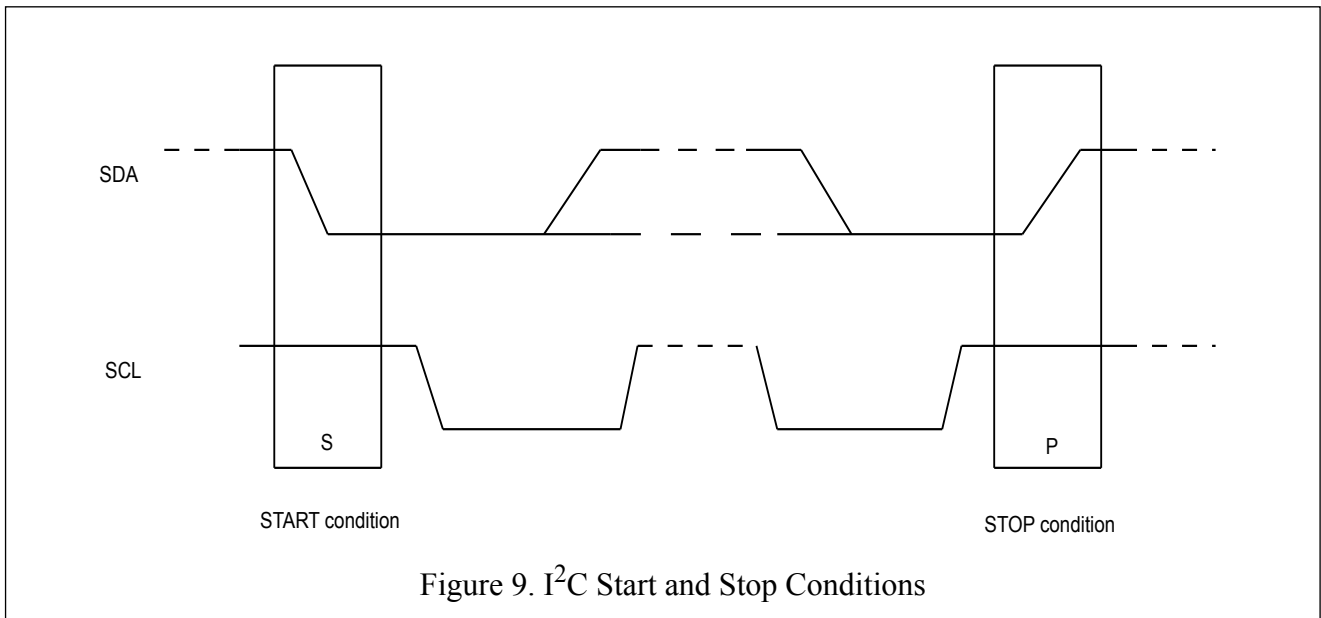 SDA
SCL
S
P
START condition
STOP condition
Figure 9. I²C Start and Stop Conditions